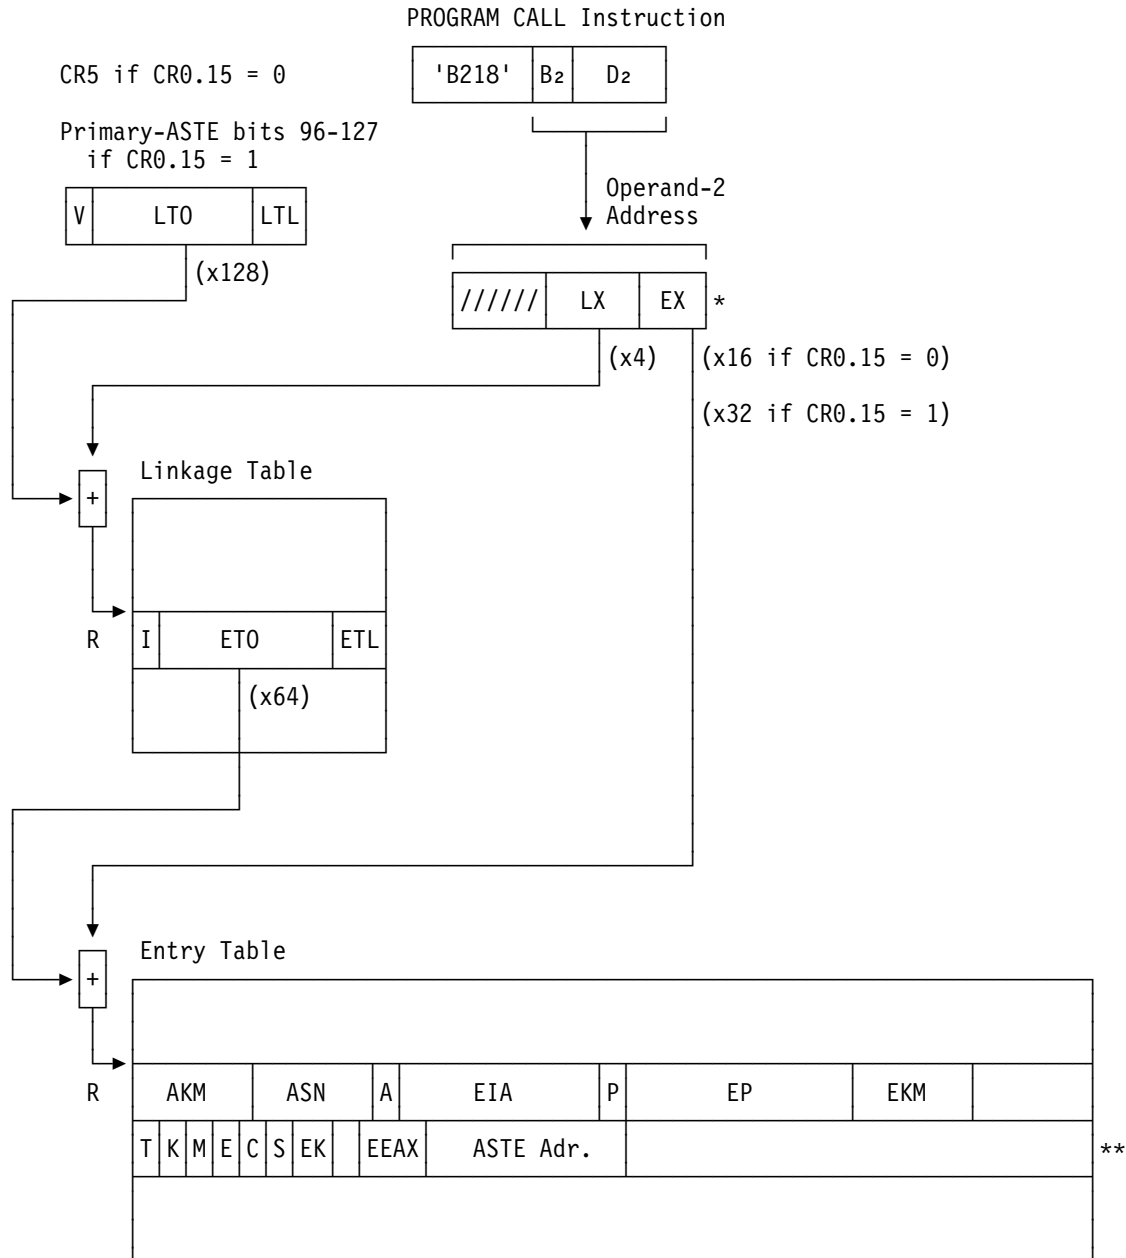 PROGRAM CALL Instruction
'B218' B₂ D₂
CR5 if CR0.15 = 0
Primary-ASTE bits 96-127
if CR0.15 = 1
Operand-2
Address
V LTO LTL
(x128)
////// LX EX *
(x4) (x16 if CR0.15 = 0)
(x32 if CR0.15 = 1)
Linkage Table
+
R I ETO ETL
(x64)
Entry Table
+
R AKM ASN A EIA P EP EKM
T K M E C S EK EEAX ASTE Adr. **